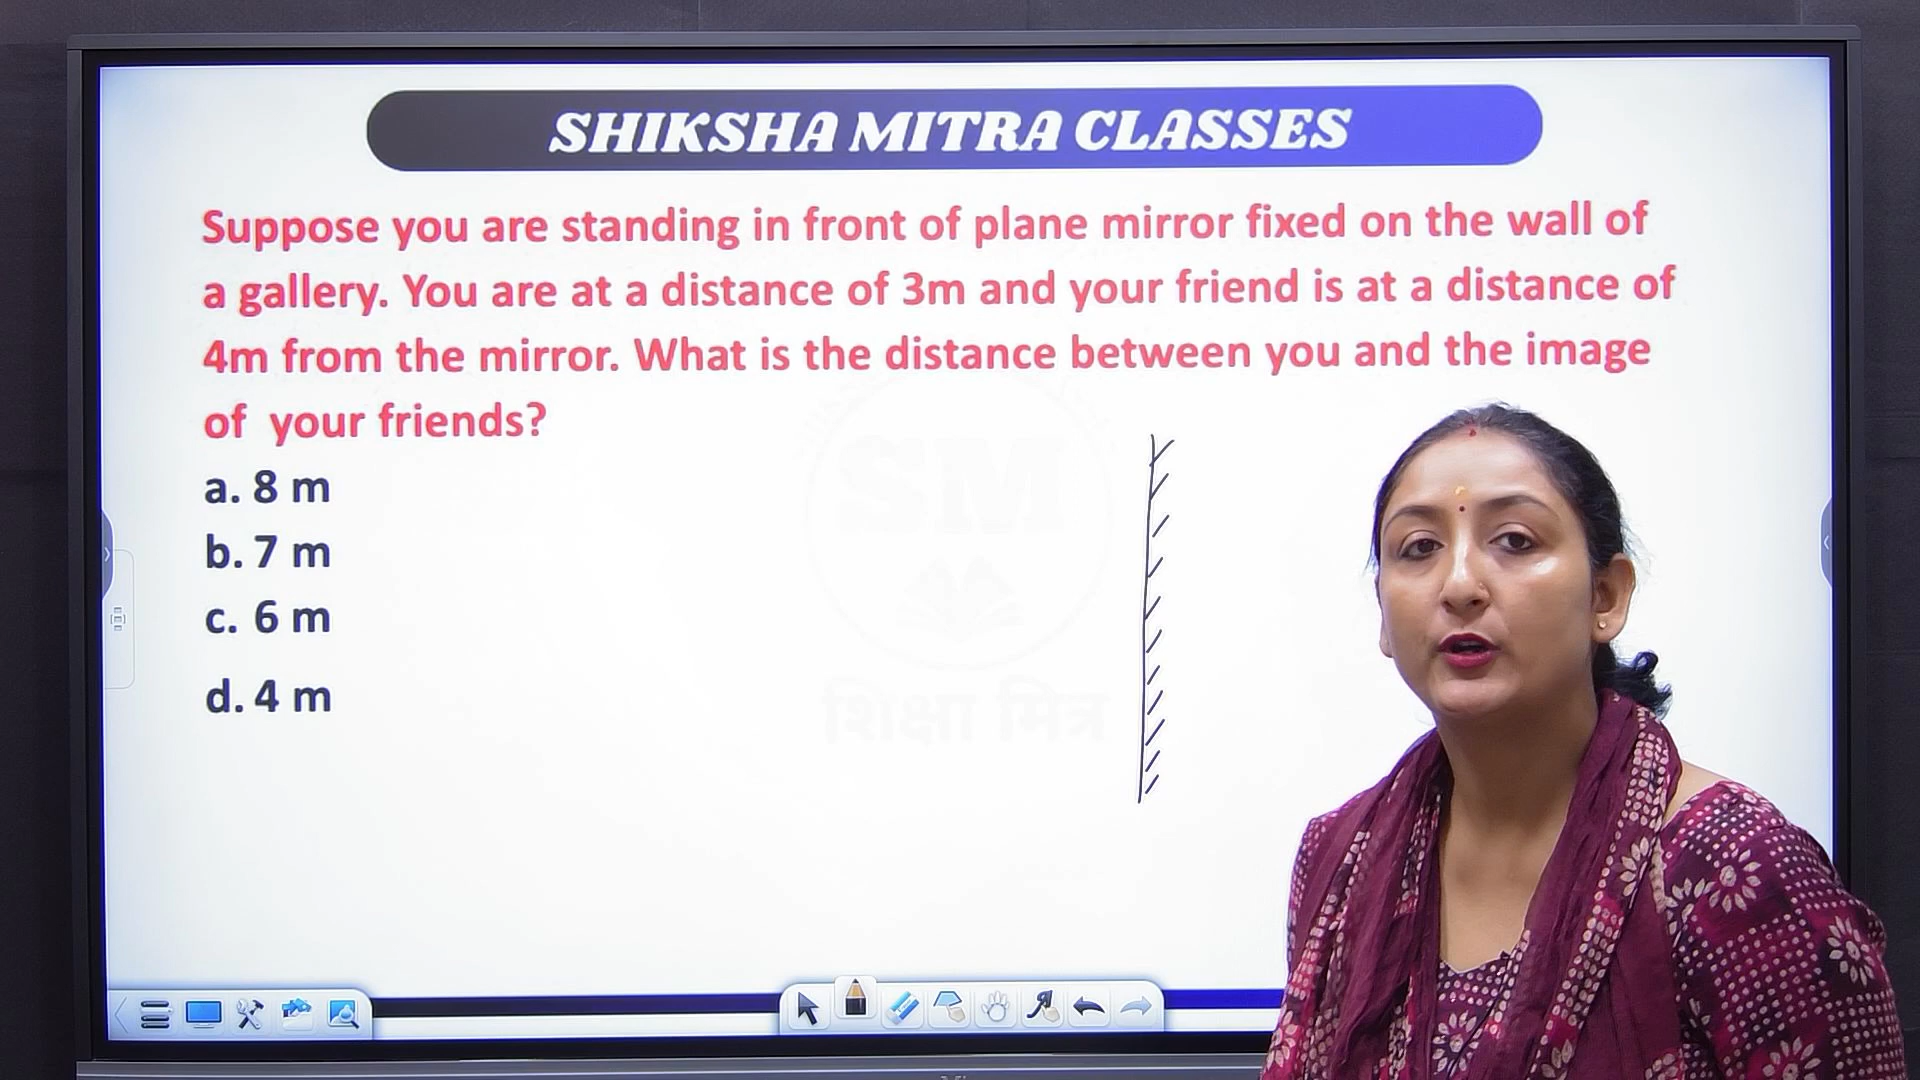 SHIKSHA MITRA CLASSES
Suppose you are standing in front of plane mirror fixed on the wall of
a gallery. You are at a distance of 3m and your friend is at a distance of
4m from the mirror. What is the distance between you and the image
of your friends?
a. 8 m
b. 7 m
c. 6 m
d. 4 m
SM
शिक्षा मित्र